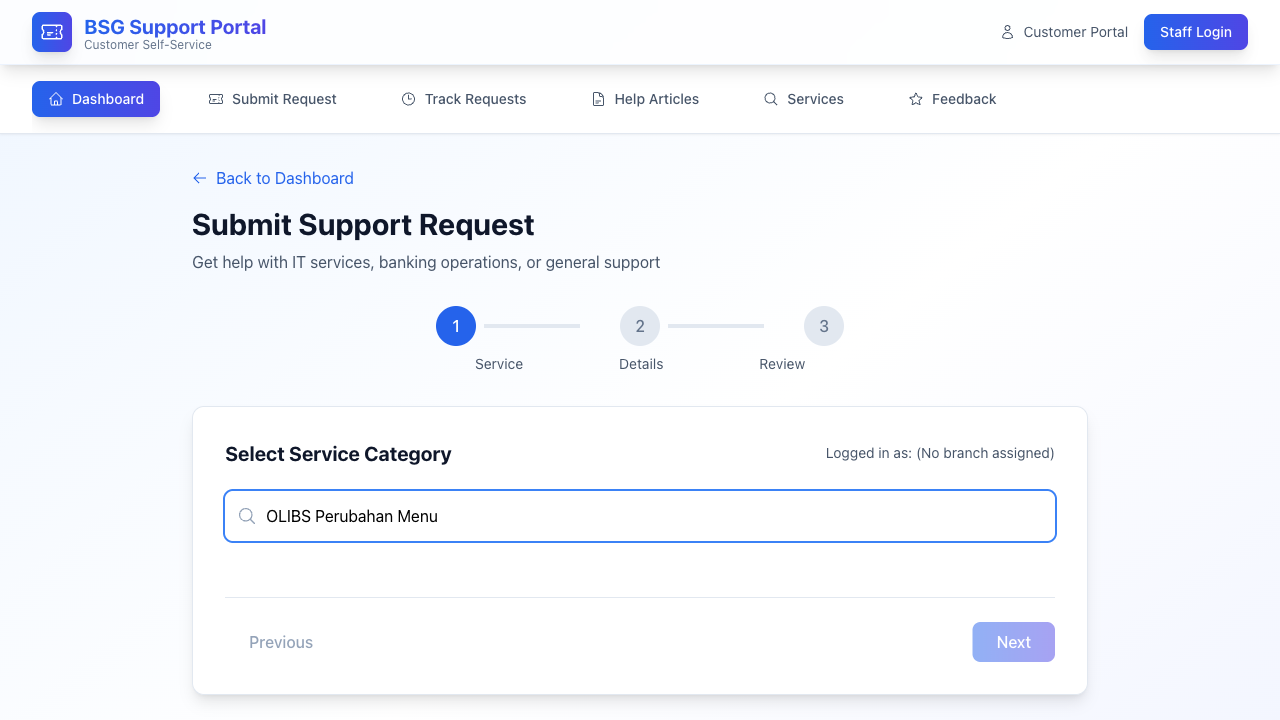 BSG Support Portal
Customer Self-Service
Customer Portal
Staff Login
Dashboard
Submit Request
Track Requests
Help Articles
Services
Feedback
Back to Dashboard
Submit Support Request
Get help with IT services, banking operations, or general support
1
2
3
Service
Details
Review
Select Service Category
Logged in as: (No branch assigned)
OLIBS Perubahan Menu
Previous
Next